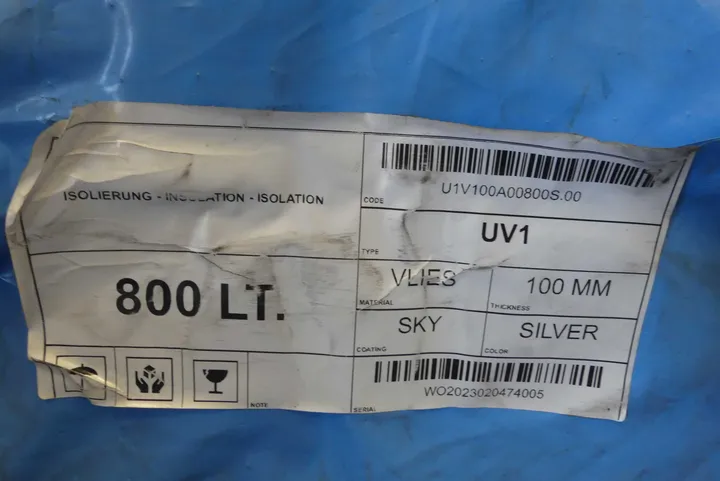 ISOLIERUNG - INSULATION - ISOLATION
800 LT.
NOTE
U1V100A00800S.00
CODE
UV1
TYPE
VLIES
MATERIAL
100 MM
THICKNESS
SKY
COATING
SILVER
COLOR
WO2023020474005
SERIAL